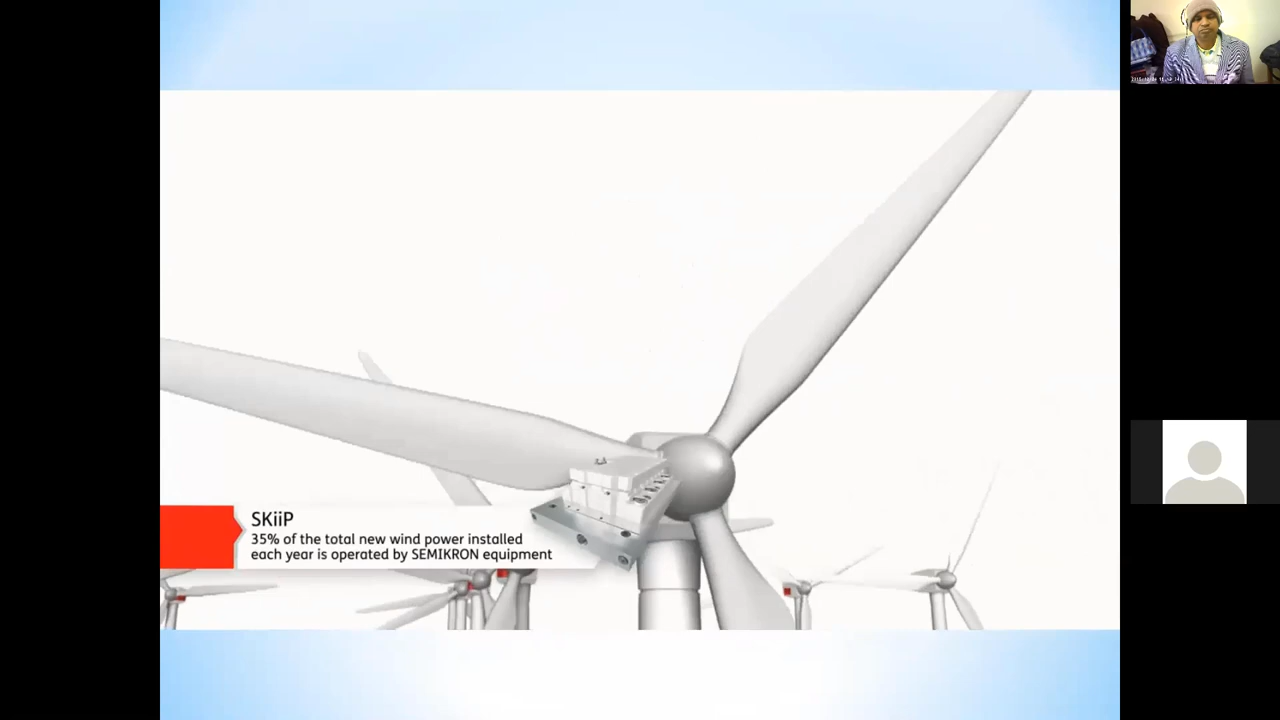 SKiiP
35% of the total new wind power installed
each year is operated by SEMIKRON equipment